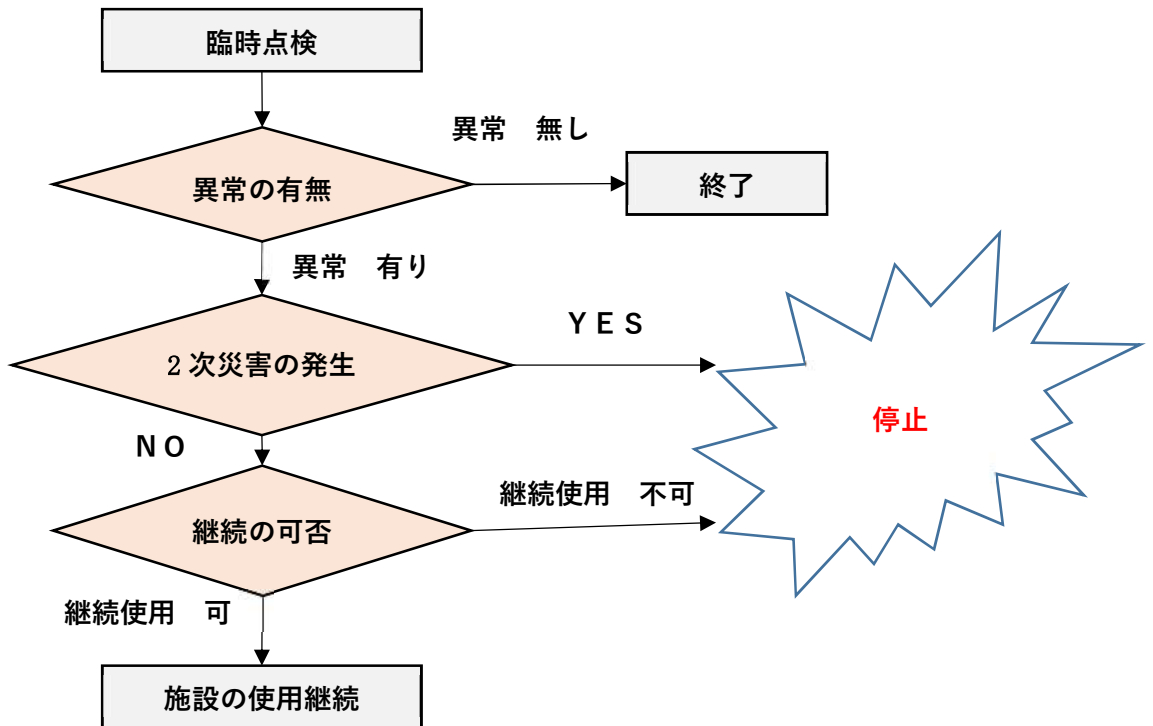 臨時点検
異常　無し
異常の有無
終了
異常　有り
ＹＥＳ
2 次災害の発生
停止
ＮＯ
継続使用　不可
継続の可否
継続使用　可
施設の使用継続